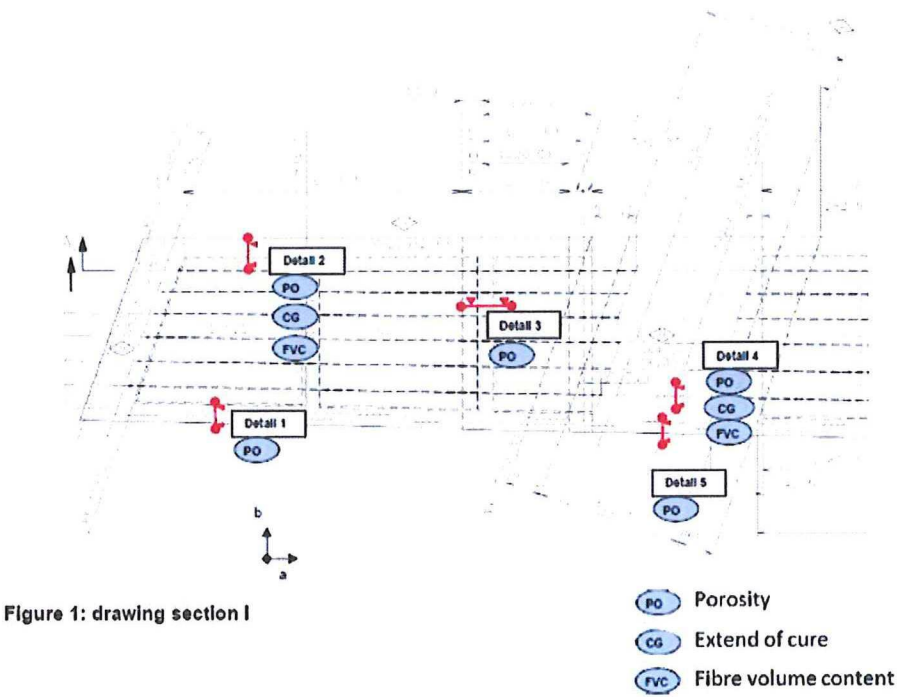 Detail 2
PO
CG
FVC
Detail 3
PO
Detail 4
PO
CG
FVC
Detail 1
PO
Detail 5
PO
b
a
Figure 1: drawing section I
PO Porosity
CG Extend of cure
FVC Fibre volume content